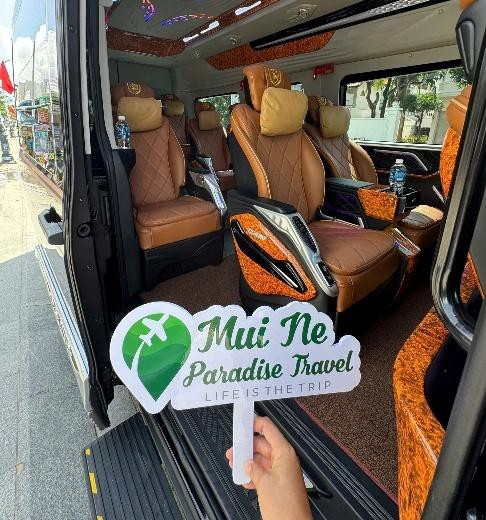 Mui Ne
Paradise Travel
LIFE IS THE TRIP